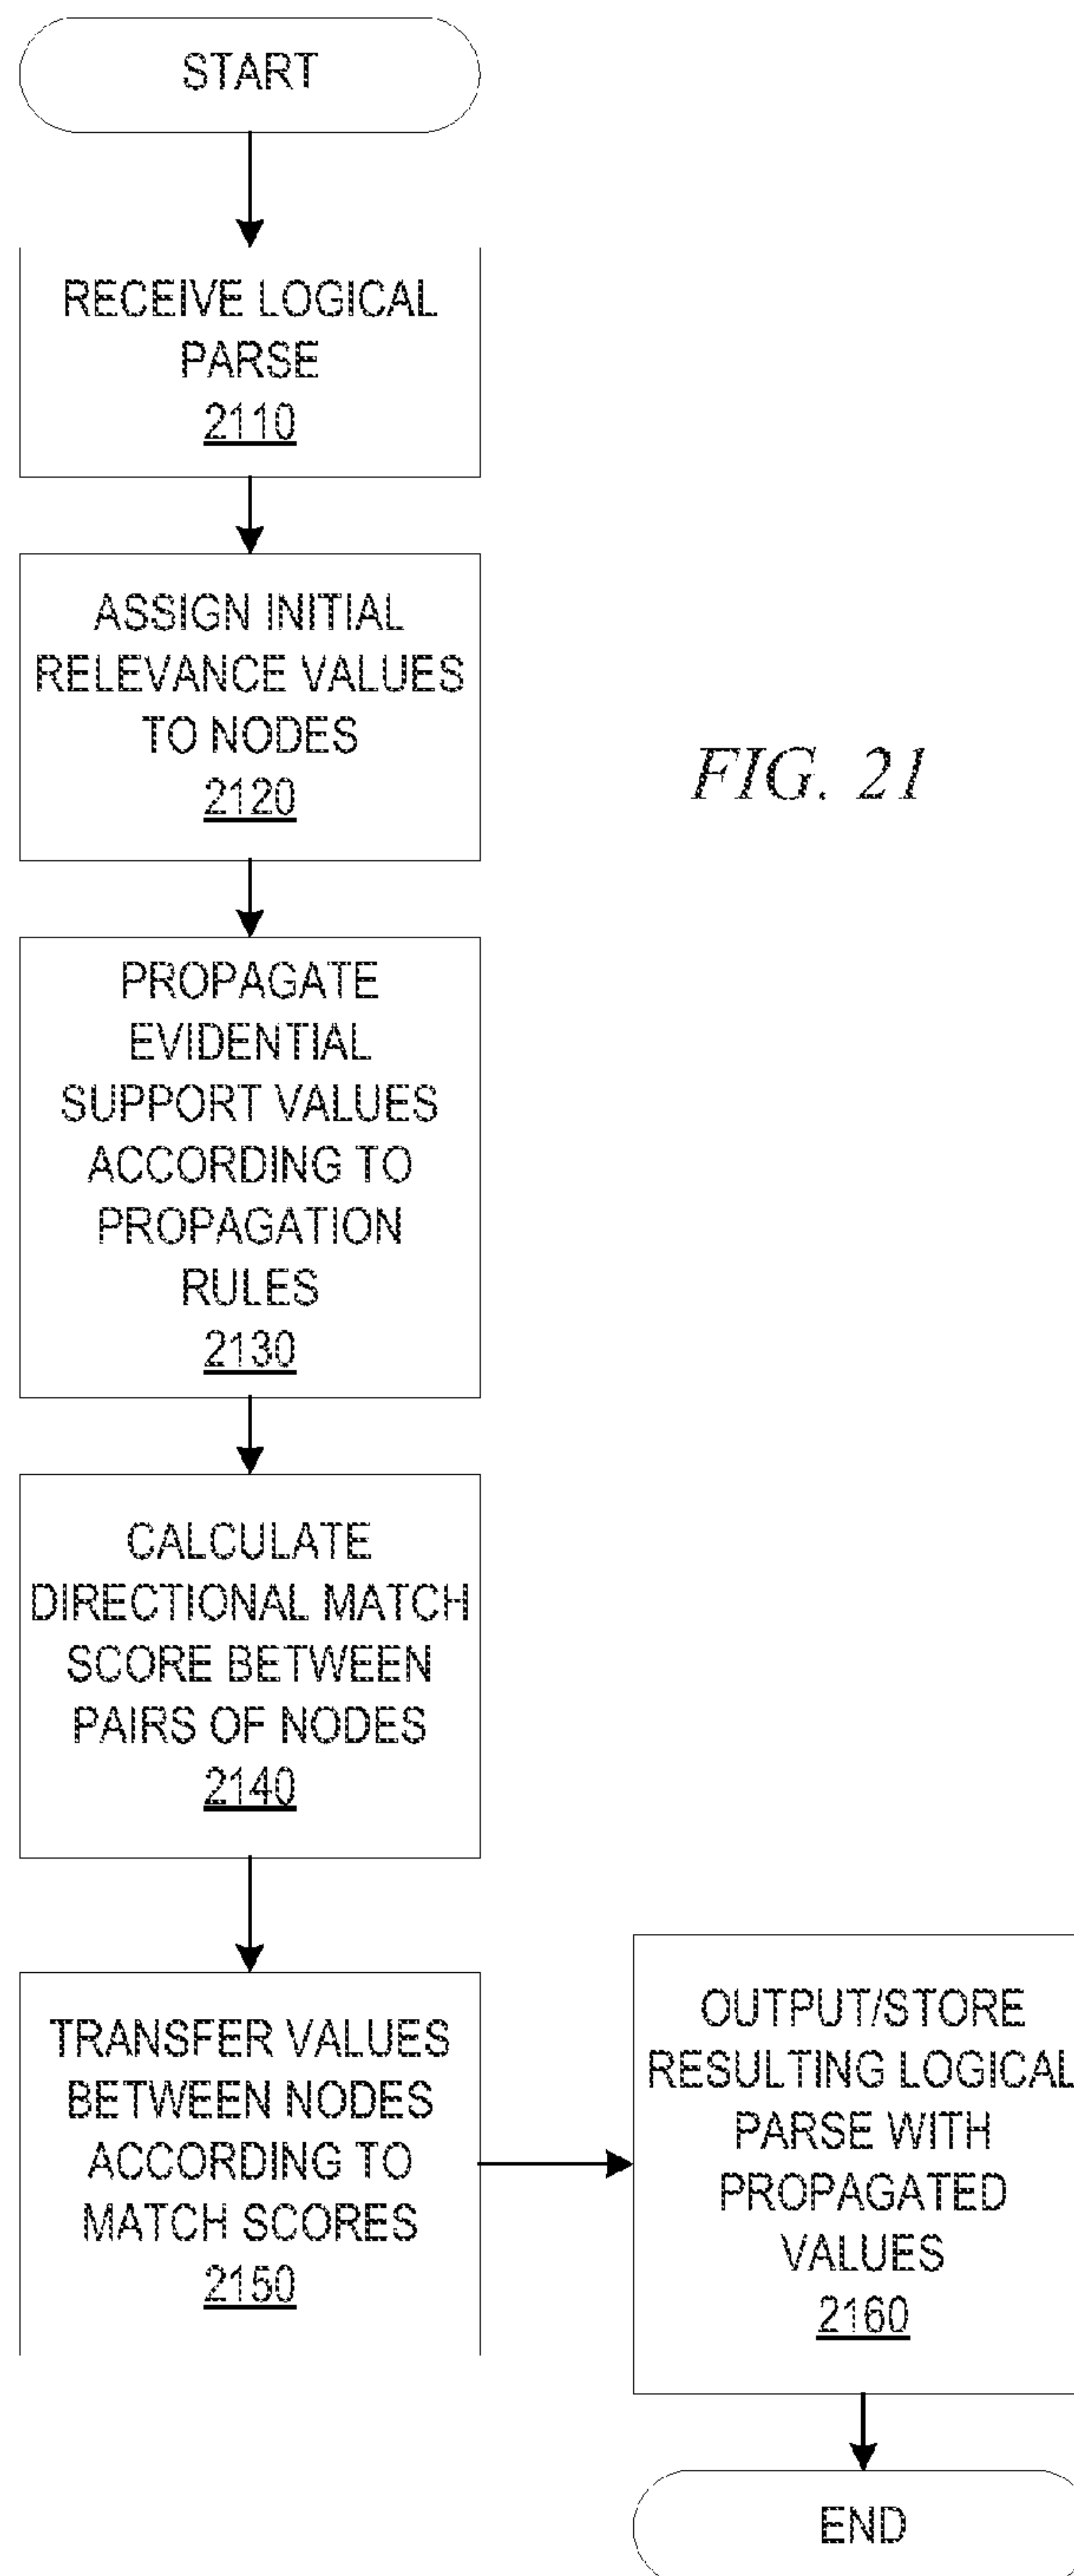 START
RECEIVE LOGICAL
PARSE
2110
ASSIGN INITIAL
RELEVANCE VALUES
TO NODES
2120
PROPAGATE
EVIDENTIAL
SUPPORT VALUES
ACCORDING TO
PROPAGATION
RULES
2130
CALCULATE
DIRECTIONAL MATCH
SCORE BETWEEN
PAIRS OF NODES
2140
TRANSFER VALUES
BETWEEN NODES
ACCORDING TO
MATCH SCORES
2150
OUTPUT/STORE
RESULTING LOGICAL
PARSE WITH
PROPAGATED
VALUES
2160
END
FIG. 21